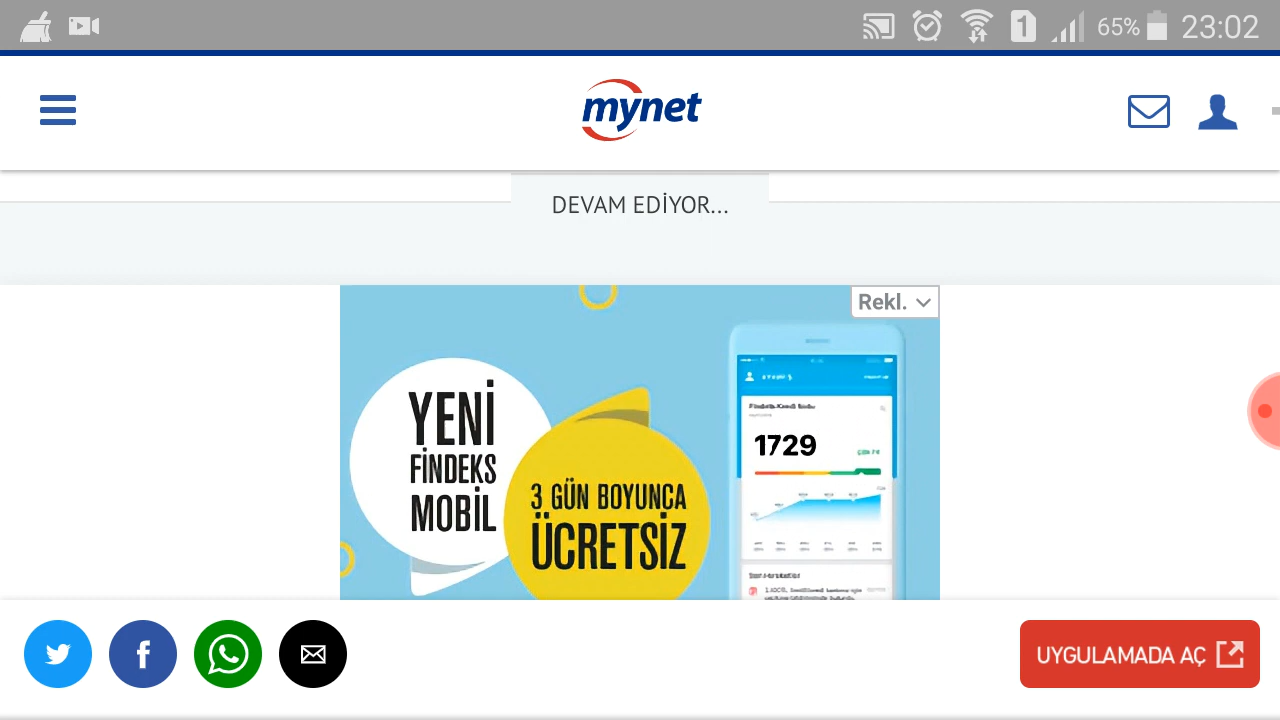 1
65%
23:02
mynet
DEVAM EDİYOR...
Rekl.
YENİ
FİNDEKS
MOBİL
3 GÜN BOYUNCA
ÜCRETSİZ
1729
UYGULAMADA AÇ